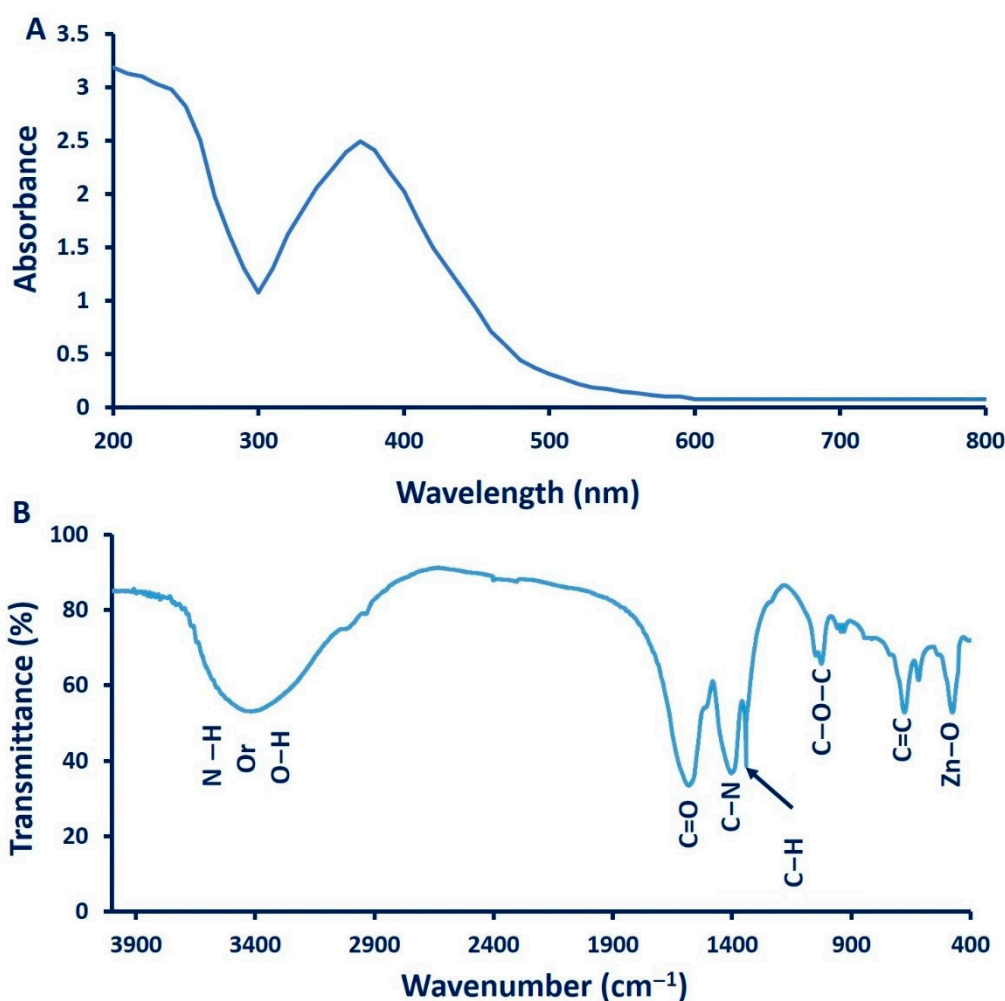 A
3.5
3
2.5
2
1.5
1
0.5
0
Absorbance
200 300 400 500 600 700 800
Wavelength (nm)
B
100
80
60
40
20
0
Transmittance (%)
N –H
Or
O–H
C=O
C–N
C–H
C–O–C
C=C
Zn–O
3900 3400 2900 2400 1900 1400 900 400
Wavenumber (cm⁻¹)